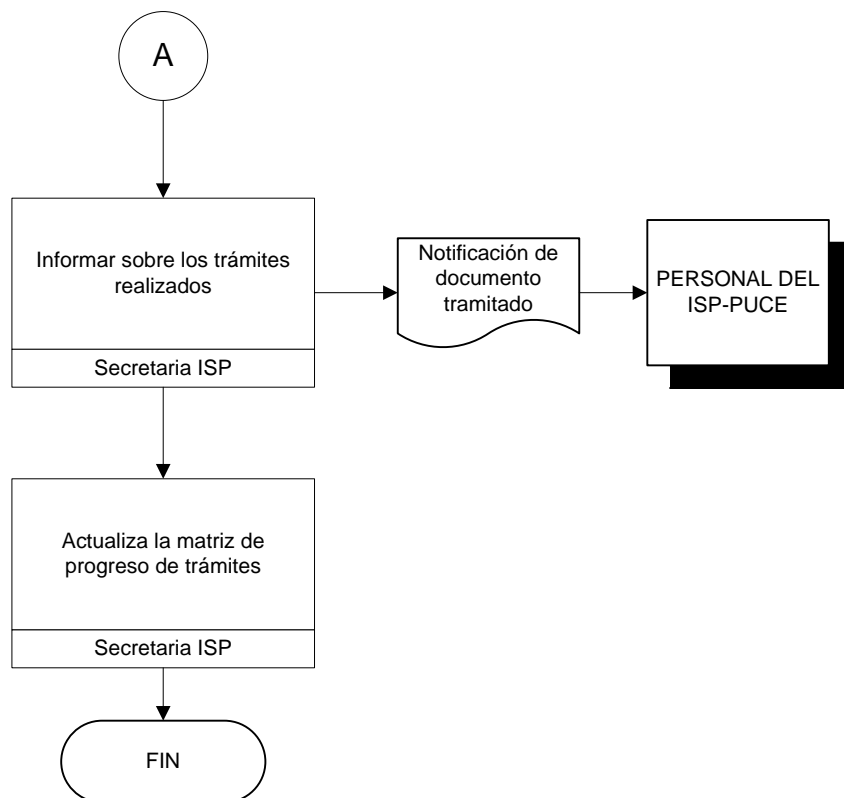 A
Informar sobre los trámites
realizados
Secretaria ISP
Notificación de
documento
tramitado
PERSONAL DEL
ISP-PUCE
Actualiza la matriz de
progreso de trámites
Secretaria ISP
FIN